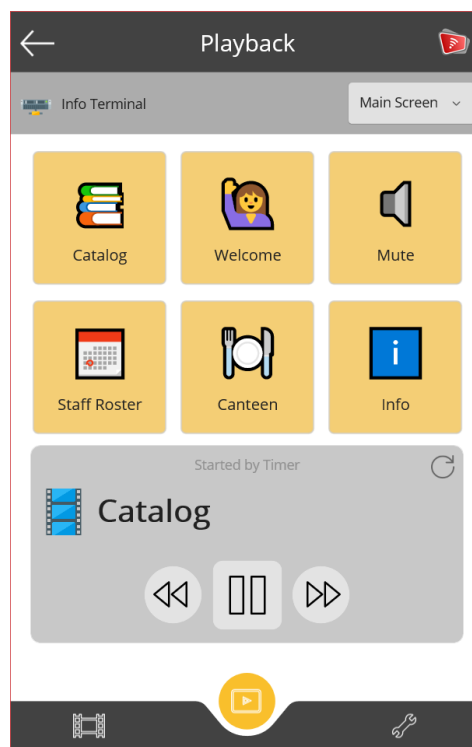 Playback
Info Terminal
Main Screen
Catalog
Welcome
Mute
Staff Roster
Canteen
i
Info
Started by Timer
Catalog